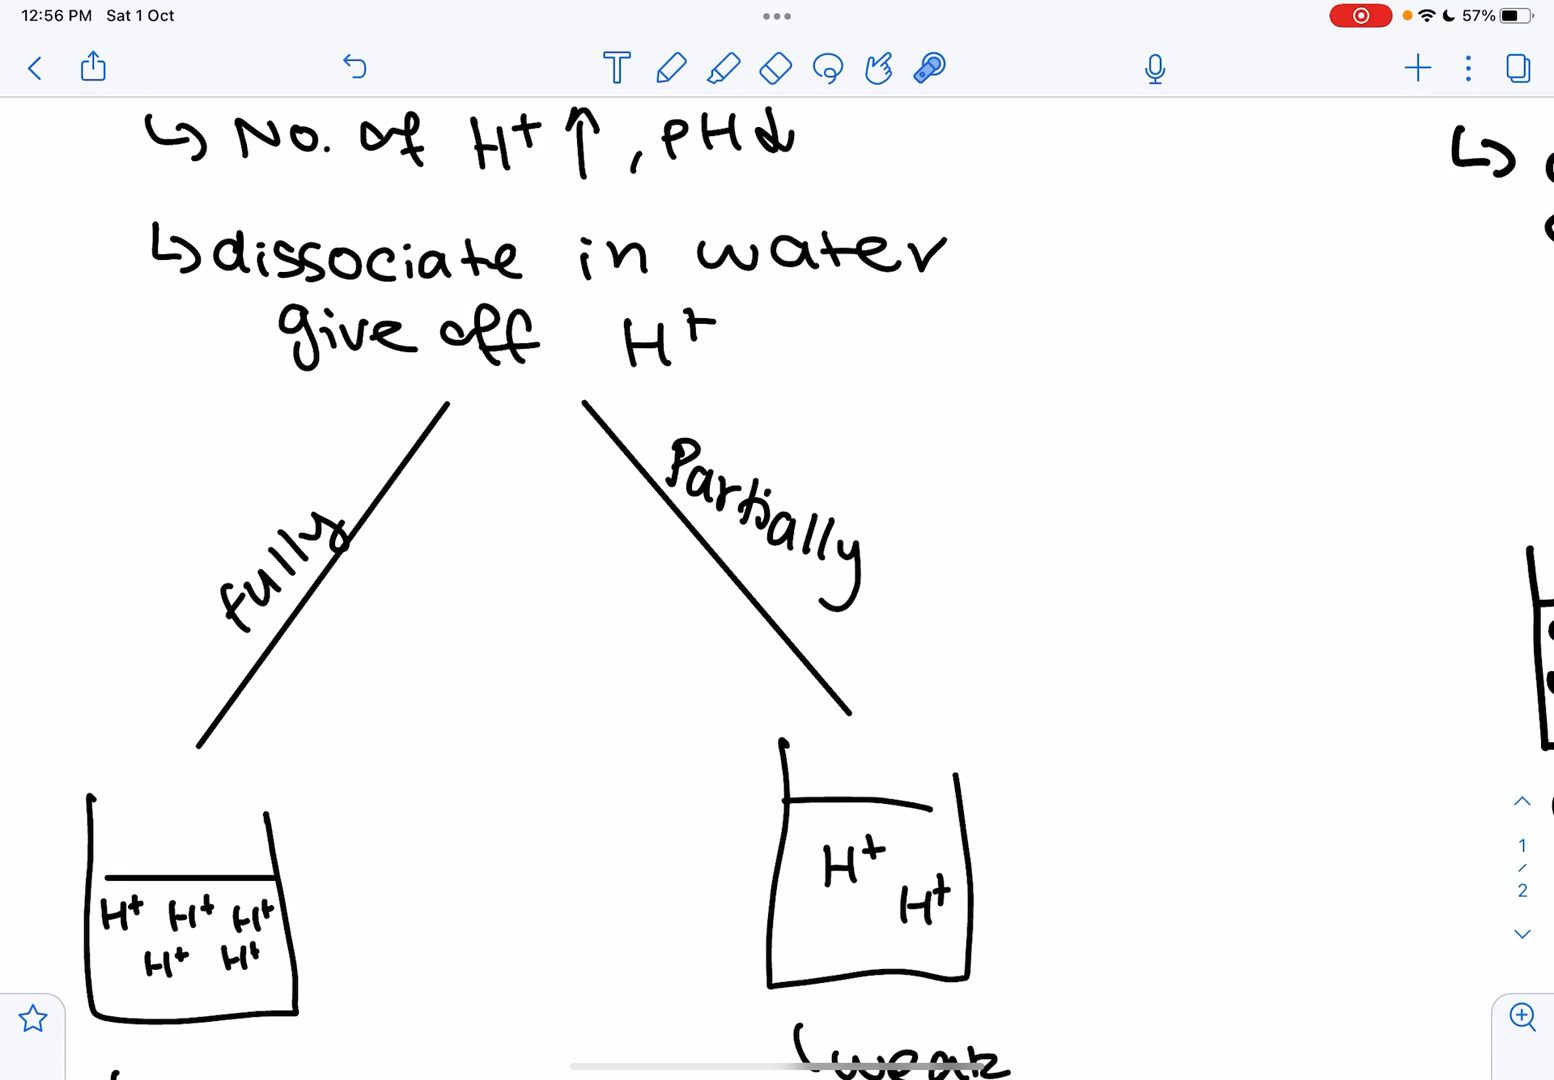 12:56 PM Sat 1 Oct
57%
↳ No. of H⁺ ↑, PH↓
↳ dissociate in water
give off H⁺
fully
Partially
H⁺ H⁺ H⁺
H⁺ H⁺
H⁺
H⁺
weak
1
/
2